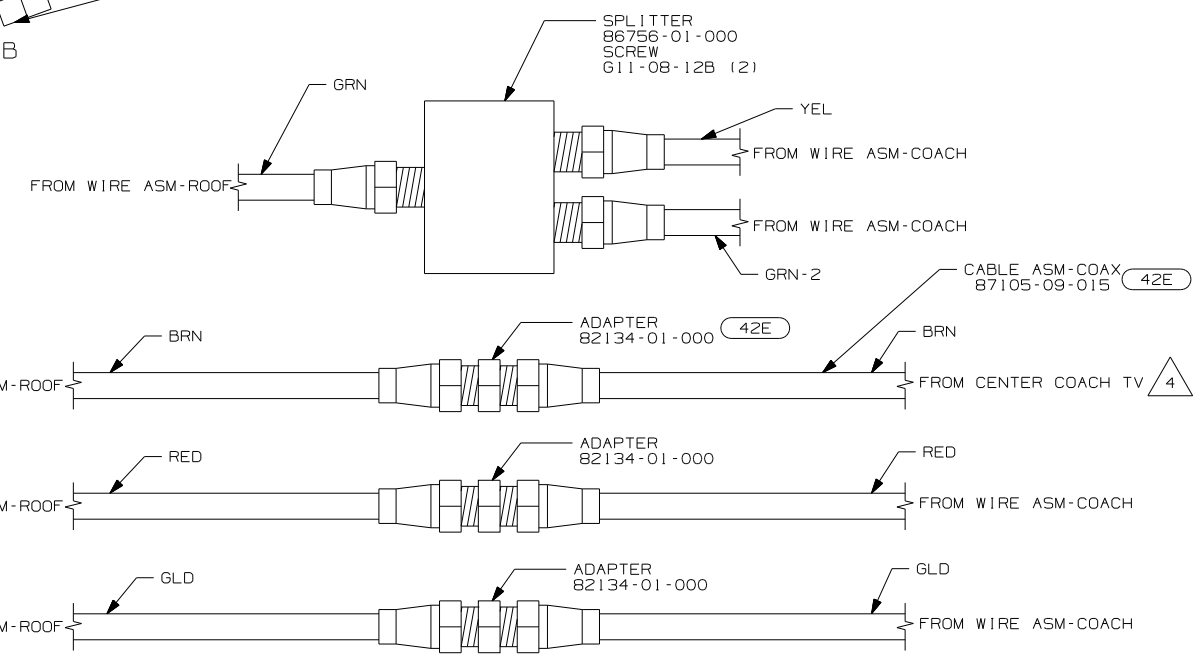 B
SPLITTER
86756-01-000
SCREW
G11-08-12B (2)
GRN
YEL
FROM WIRE ASM-COACH
FROM WIRE ASM-ROOF
FROM WIRE ASM-COACH
GRN-2
CABLE ASM-COAX
87105-09-015 42E
ADAPTER
82134-01-000 42E
BRN
BRN
M-ROOF
FROM CENTER COACH TV 4
ADAPTER
82134-01-000
RED
RED
M-ROOF
FROM WIRE ASM-COACH
ADAPTER
82134-01-000
GLD
GLD
M-ROOF
FROM WIRE ASM-COACH